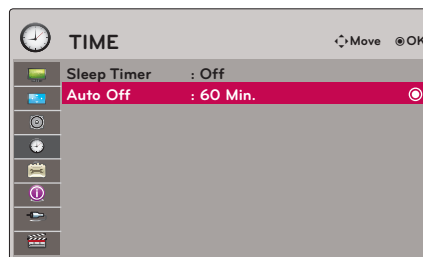 TIME
Move OK
Sleep Timer : Off
Auto Off : 60 Min.